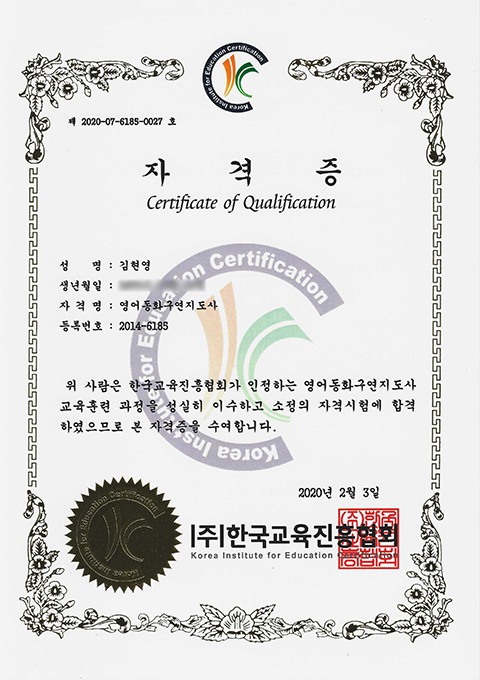 Korea Institute for Education Certification
제 2020-07-6185-0027 호
자 격 증
Certificate of Qualification
성 명 : 김현영
생년월일 :
자 격 명 : 영어동화구연지도사
등록번호 : 2014-6185
Korea Institute for Education Certification
위 사람은 한국교육진흥협회가 인정하는 영어동화구연지도사
교육훈련 과정을 성실히 이수하고 소정의 자격시험에 합격
하였으므로 본 자격증을 수여합니다.
2020년 2월 3일
Korea Institute for Education Certification
(주)한국교육진흥협회
Korea Institute for Education Certification